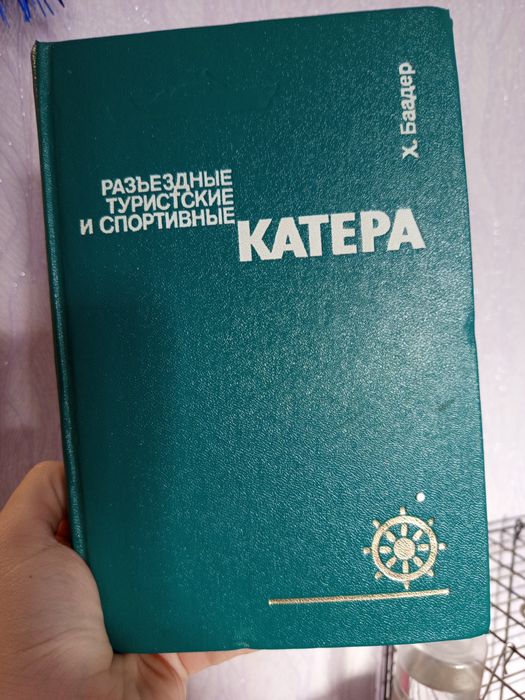 Х. Баадер
РАЗЪЕЗДНЫЕ
ТУРИСТСКИЕ
И СПОРТИВНЫЕ
КАТЕРА